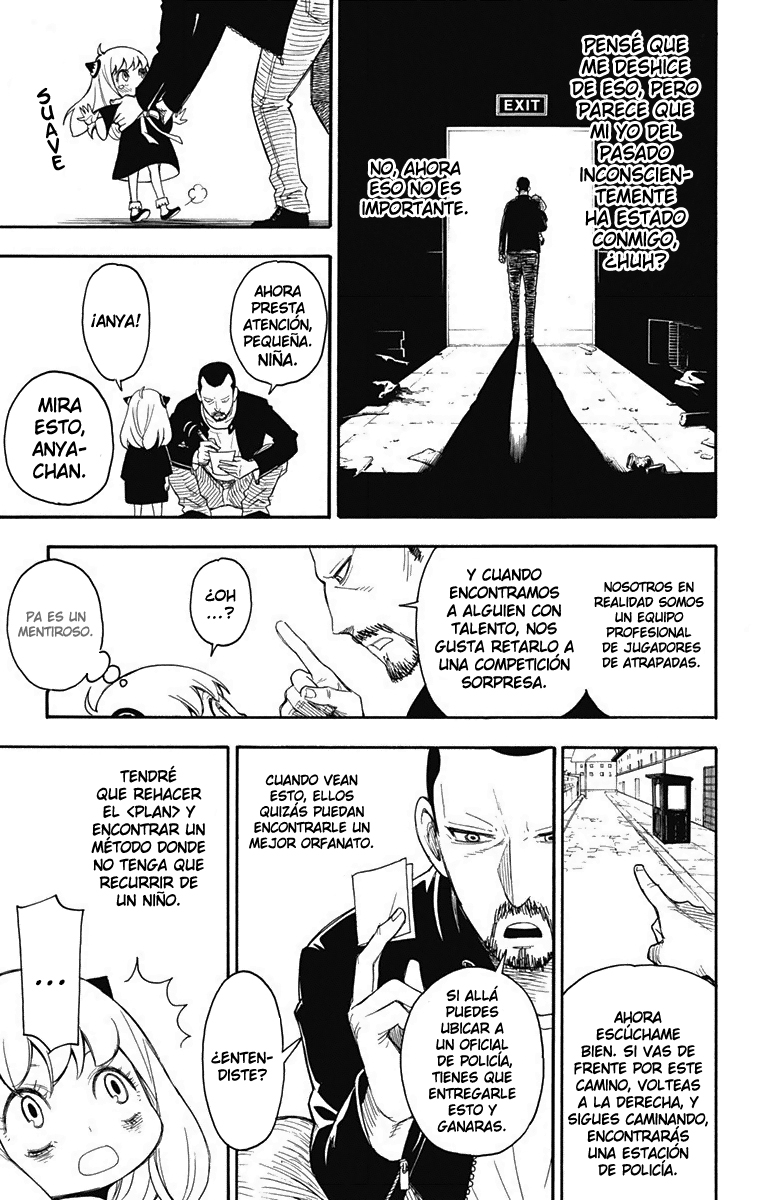 PENSÉ QUE
ME DESHICE
DE ESO, PERO
PARECE QUE
MI YO DEL
PASADO
INCONSCIEN-
TEMENTE
HA ESTADO
CONMIGO,
¿HUH?
EXIT
NO, AHORA
ESO NO ES
IMPORTANTE.
SUAVE
AHORA
PRESTA
ATENCIÓN,
PEQUEÑA.
NIÑA.
¡ANYA!
MIRA
ESTO,
ANYA-
CHAN.
NOSOTROS EN
REALIDAD SOMOS
UN EQUIPO
PROFESIONAL
DE JUGADORES
DE ATRAPADAS.
Y CUANDO
ENCONTRAMOS
A ALGUIEN CON
TALENTO, NOS
GUSTA RETARLO A
UNA COMPETICIÓN
SORPRESA.
¿OH
...?
PA ES UN
MENTIROSO.
AHORA
ESCÚCHAME
BIEN. SI VAS DE
FRENTE POR ESTE
CAMINO, VOLTEAS
A LA DERECHA, Y
SIGUES CAMINANDO,
ENCONTRARÁS
UNA ESTACIÓN
DE POLICÍA.
CUANDO VEAN
ESTO, ELLOS
QUIZÁS PUEDAN
ENCONTRARLE UN
MEJOR ORFANATO.
SI ALLÁ
PUEDES
UBICAR A
UN OFICIAL
DE POLICÍA,
TIENES QUE
ENTREGARLE
ESTO Y
GANARAS.
¿ENTEN-
DISTE?
TENDRÉ
QUE REHACER
EL <PLAN> Y
ENCONTRAR UN
MÉTODO DONDE
NO TENGA QUE
RECURRIR DE
UN NIÑO.
...